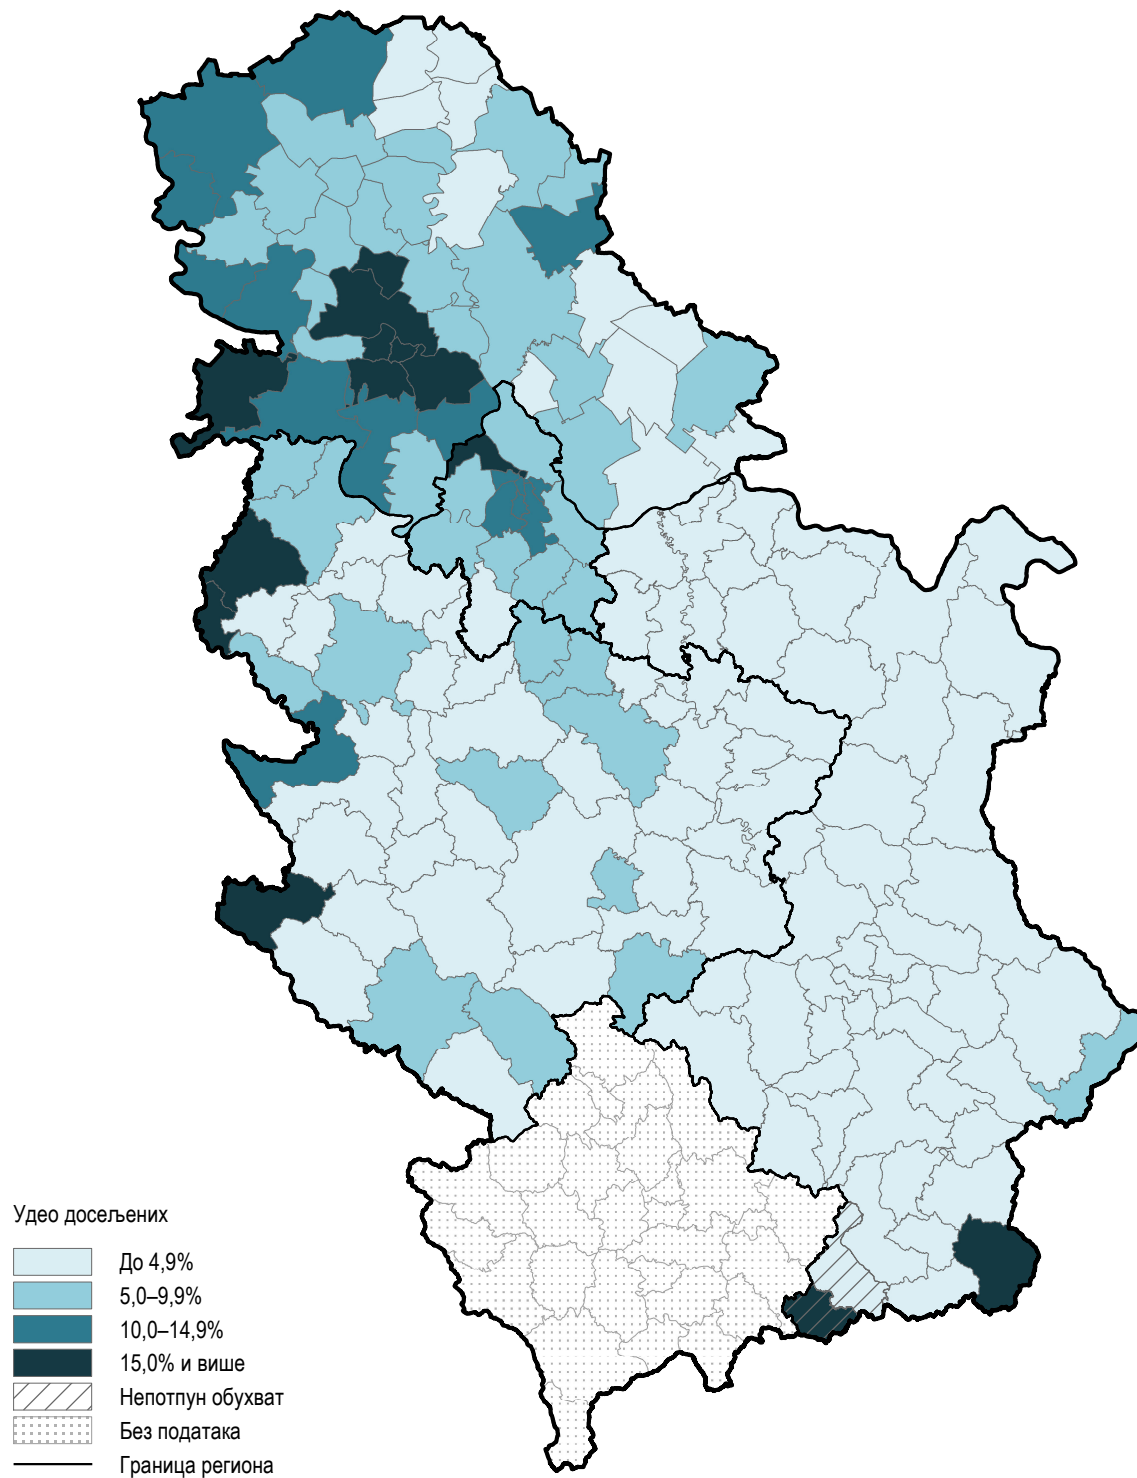 Удео досељених
До 4,9%
5,0–9,9%
10,0–14,9%
15,0% и више
Непотпун обухват
Без података
Граница региона